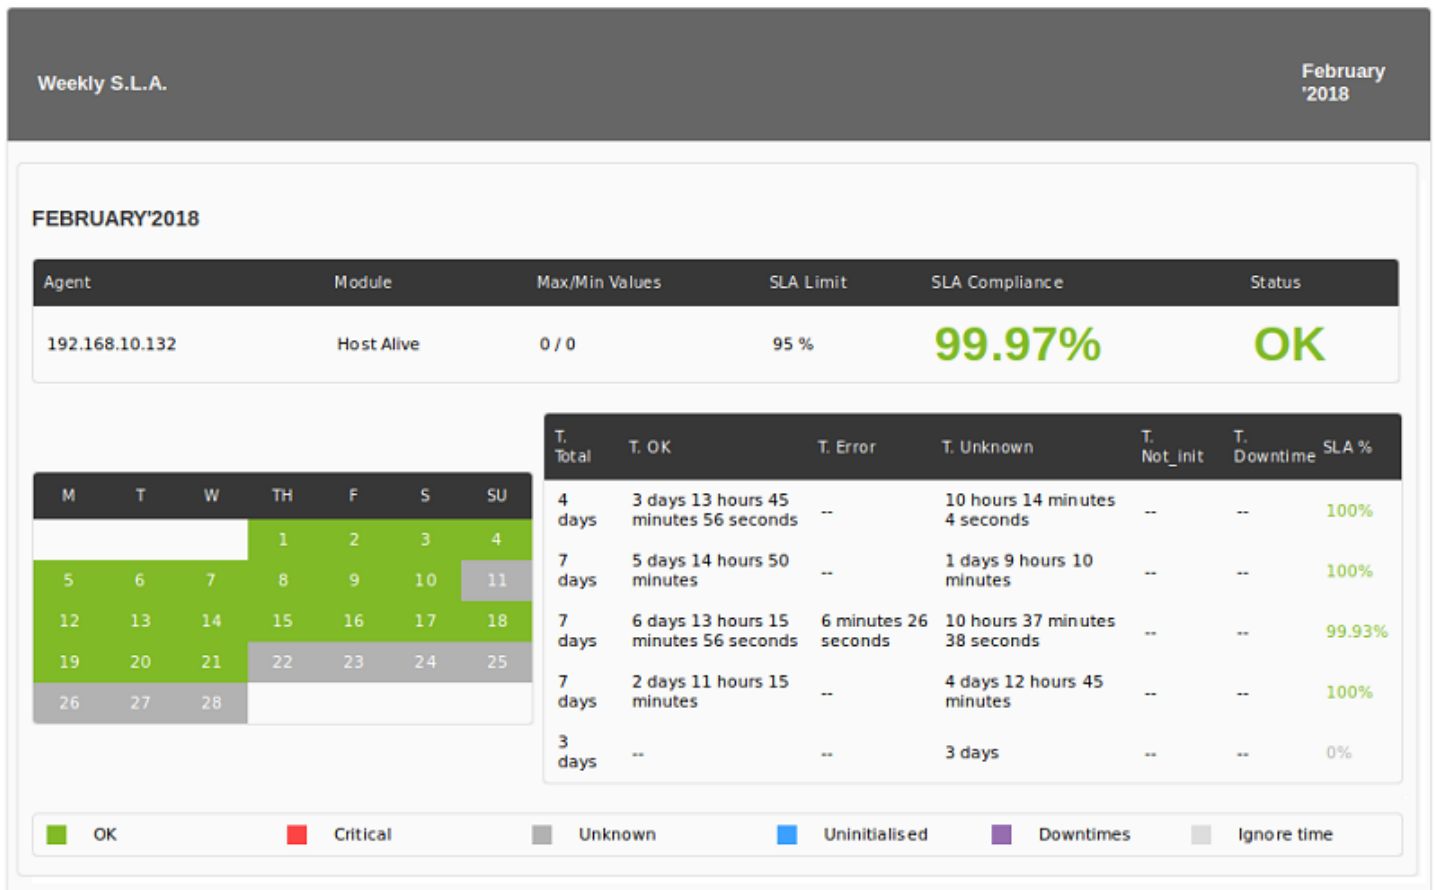 Weekly S.L.A.
February
'2018
FEBRUARY'2018
Agent Module Max/Min Values SLA Limit SLA Compliance Status
192.168.10.132 Host Alive 0 / 0 95 % 99.97% OK
M T W TH F S SU
1 2 3 4
5 6 7 8 9 10 11
12 13 14 15 16 17 18
19 20 21 22 23 24 25
26 27 28
T.
Total
T. OK
T. Error
T. Unknown
T.
Not_init
T.
Downtime
SLA %
4
days
3 days 13 hours 45
minutes 56 seconds
--
10 hours 14 minutes
4 seconds
--
--
100%
7
days
5 days 14 hours 50
minutes
--
1 days 9 hours 10
minutes
--
--
100%
7
days
6 days 13 hours 15
minutes 56 seconds
6 minutes 26
seconds
10 hours 37 minutes
38 seconds
--
--
99.93%
7
days
2 days 11 hours 15
minutes
--
4 days 12 hours 45
minutes
--
--
100%
3
days
--
--
3 days
--
--
0%
OK Critical Unknown Uninitialised Downtimes Ignore time